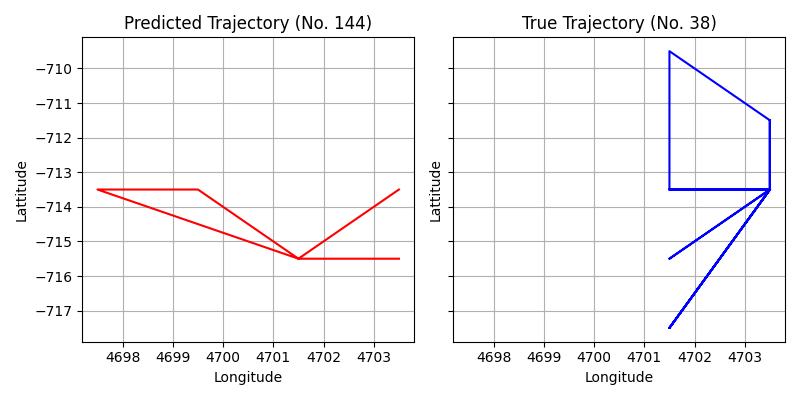 Predicted Trajectory (No. 144)
True Trajectory (No. 38)
Lattitude
−710
−711
−712
−713
−714
−715
−716
−717
4698 4699 4700 4701 4702 4703
Longitude
Lattitude
4698 4699 4700 4701 4702 4703
Longitude